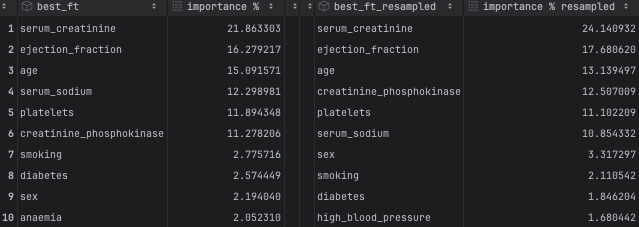 best_ft importance % best_ft_resampled importance % resampled
1 serum_creatinine 21.863303 serum_creatinine 24.140932
2 ejection_fraction 16.279217 ejection_fraction 17.680620
3 age 15.091571 age 13.139497
4 serum_sodium 12.298981 creatinine_phosphokinase 12.507009
5 platelets 11.894348 platelets 11.102209
6 creatinine_phosphokinase 11.278206 serum_sodium 10.854332
7 smoking 2.775716 sex 3.317297
8 diabetes 2.574449 smoking 2.110542
9 sex 2.194040 diabetes 1.846204
10 anaemia 2.052310 high_blood_pressure 1.680442